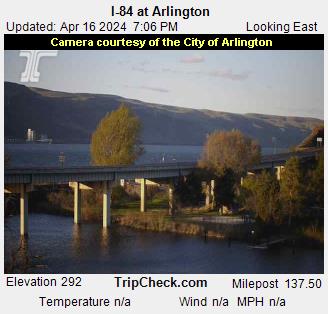 I-84 at Arlington
Updated: Apr 16 2024 7:06 PM Looking East
Camera courtesy of the City of Arlington
Elevation 292 TripCheck.com Milepost 137.50
Temperature n/a Wind n/a MPH n/a